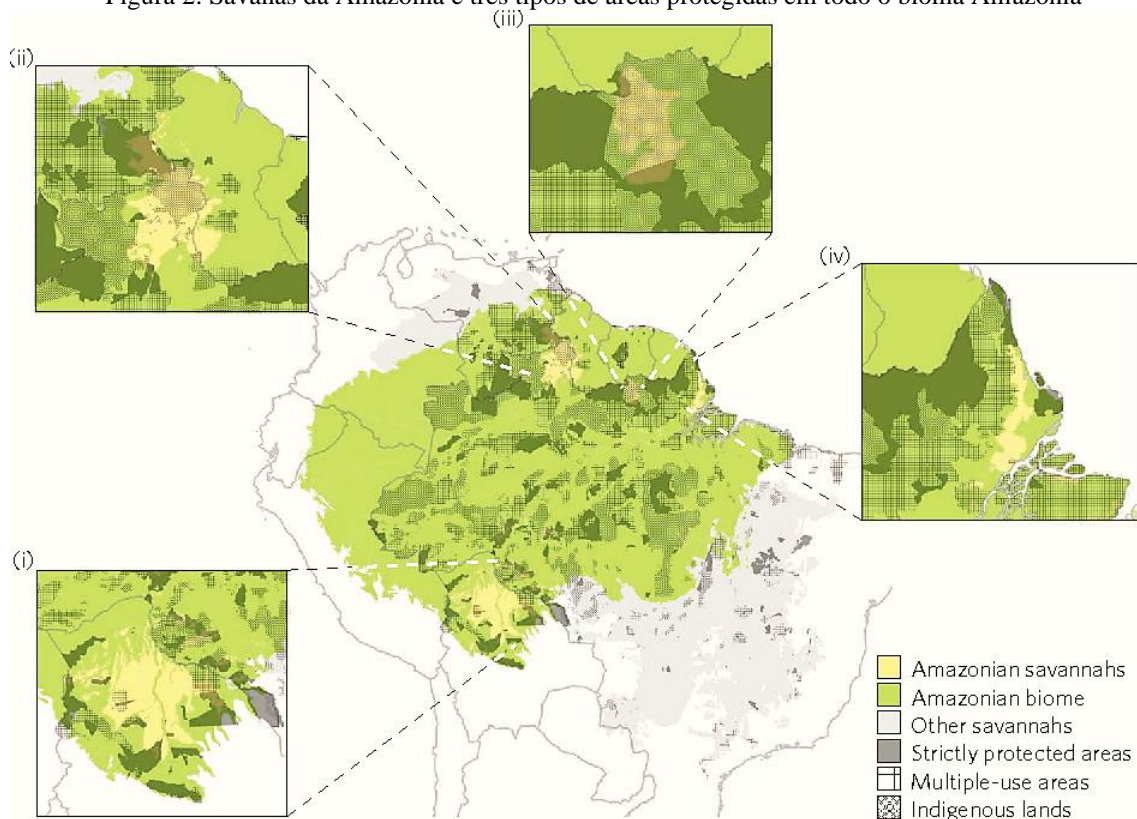 Figura 2: Savanas da Amazônia e três tipos de áreas protegidas em todo o bioma Amazônia
(iii)
(ii)
(iv)
(i)
Amazonian savannahs
Amazonian biome
Other savannahs
Strictly protected areas
Multiple-use areas
Indigenous lands